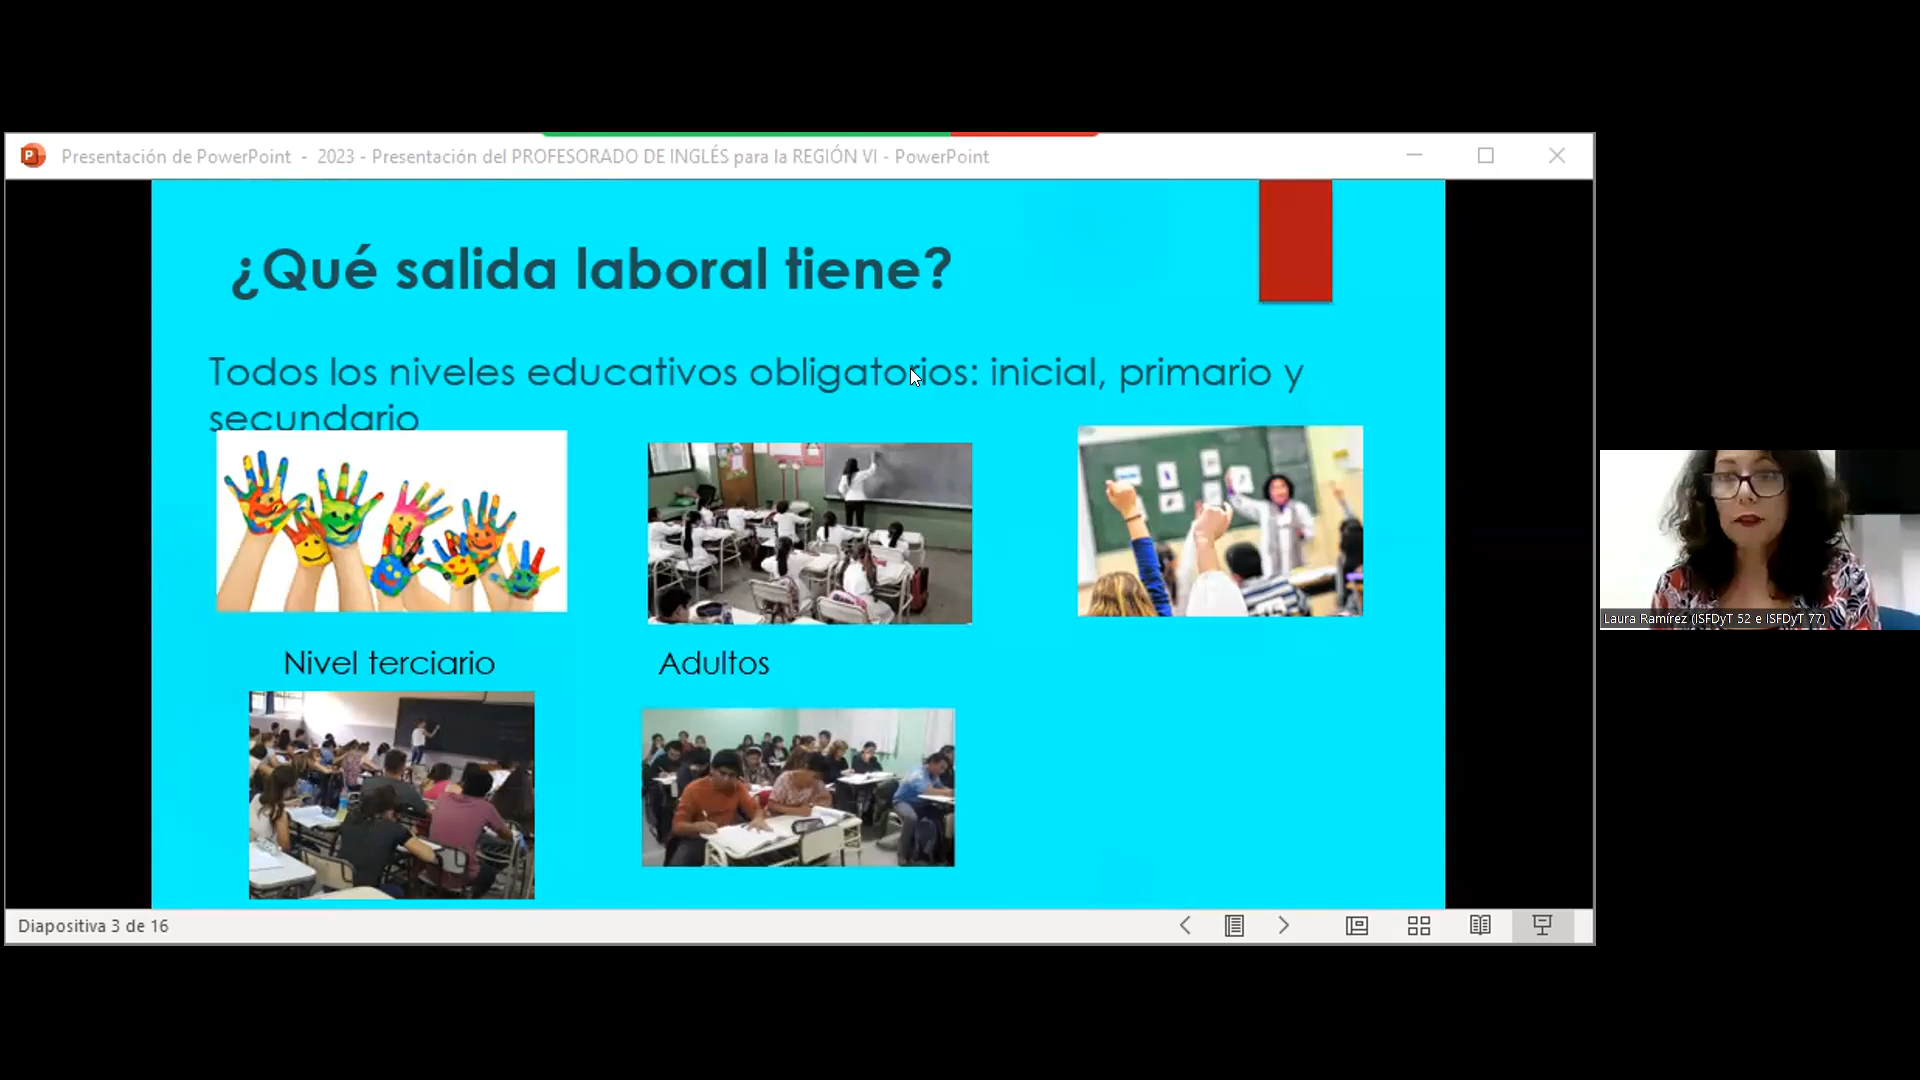 Presentación de PowerPoint - 2023 - Presentación del PROFESORADO DE INGLÉS para la REGIÓN VI - PowerPoint
¿Qué salida laboral tiene?
Todos los niveles educativos obligatorios: inicial, primario y
secundario
Nivel terciario
Adultos
Laura Ramírez (ISFDyT 52 e ISFDyT 77)
Diapositiva 3 de 16